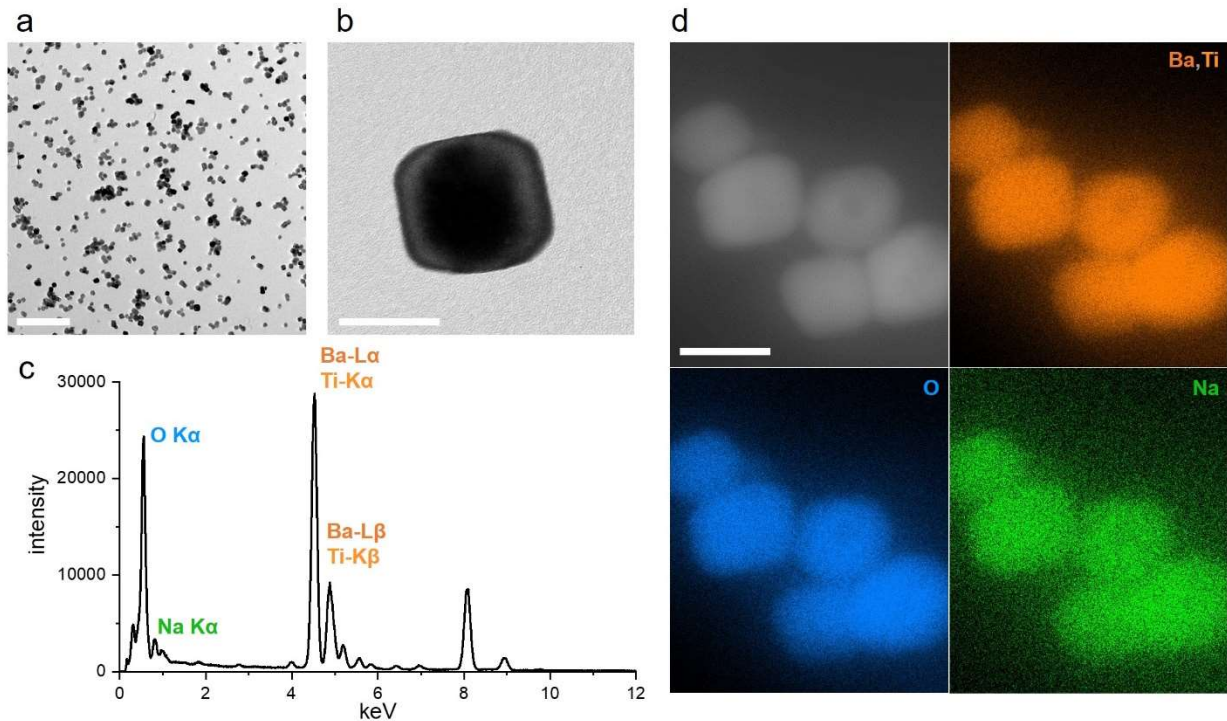 a
b
c
30000
20000
10000
0
intensity
O Kα
Na Kα
Ba-Lα
Ti-Kα
Ba-Lβ
Ti-Kβ
0 2 4 6 8 10 12
keV
d
Ba,Ti
O
Na